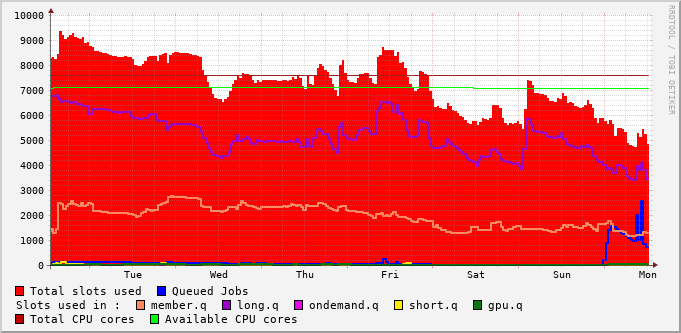 10000
9000
8000
7000
6000
5000
4000
3000
2000
1000
0
Tue Wed Thu Fri Sat Sun Mon
RRDTOOL / TOBI OETIKER
Total slots used Queued Jobs
Slots used in : member.q long.q ondemand.q short.q gpu.q
Total CPU cores Available CPU cores